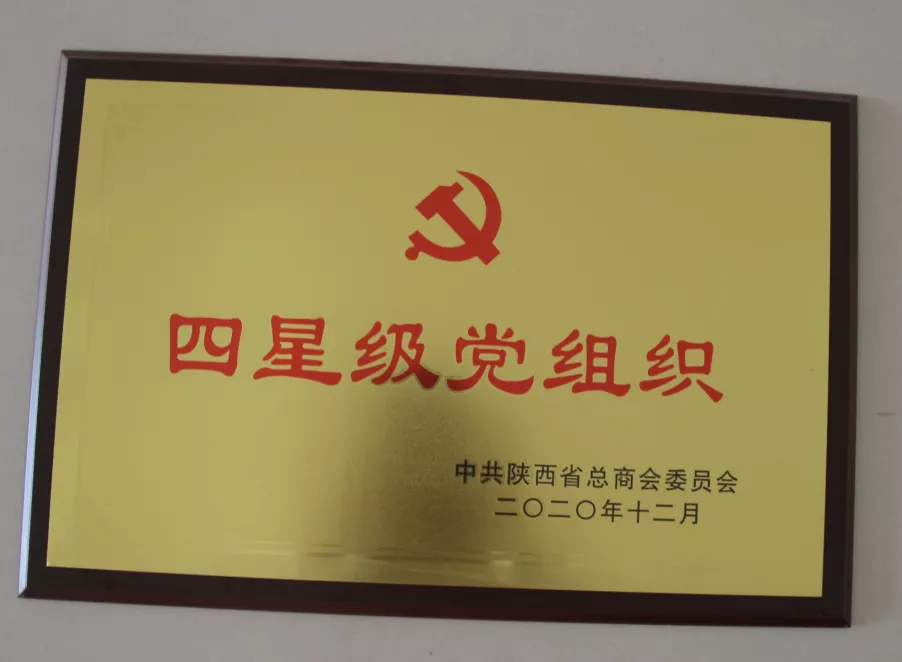 四星级党组织
中共陕西省总商会委员会
二〇二〇年十二月